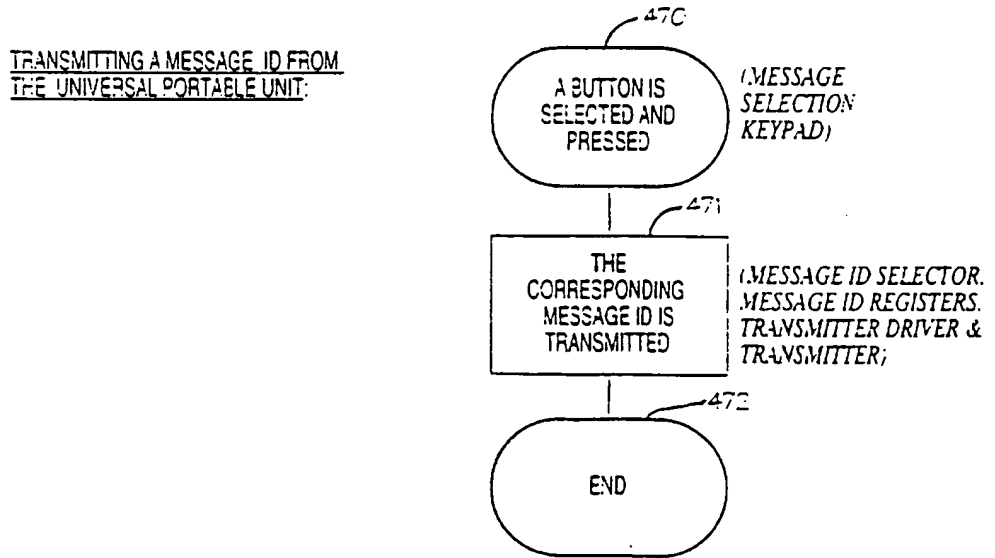 TRANSMITTING A MESSAGE ID FROM
THE UNIVERSAL PORTABLE UNIT:
470
A BUTTON IS
SELECTED AND
PRESSED
(MESSAGE
SELECTION
KEYPAD)
471
THE
CORRESPONDING
MESSAGE ID IS
TRANSMITTED
(MESSAGE ID SELECTOR.
MESSAGE ID REGISTERS.
TRANSMITTER DRIVER &
TRANSMITTER)
472
END